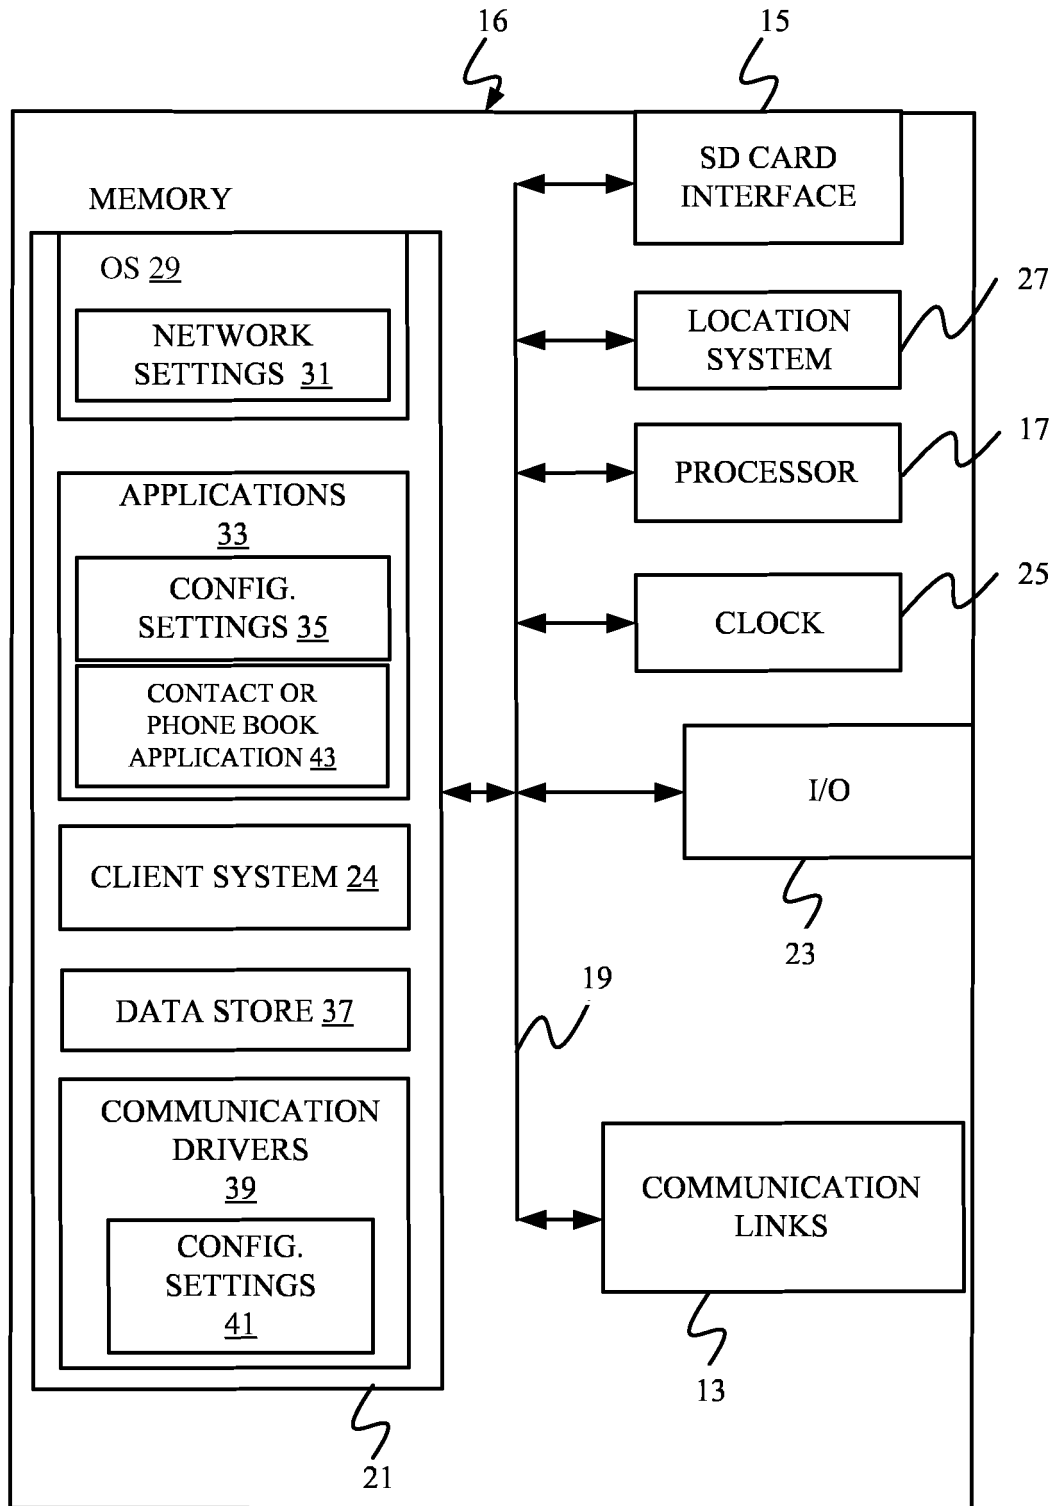 16
15
SD CARD
INTERFACE
MEMORY
OS 29
NETWORK
SETTINGS 31
27
LOCATION
SYSTEM
17
PROCESSOR
APPLICATIONS
33
CONFIG.
SETTINGS 35
25
CLOCK
CONTACT OR
PHONE BOOK
APPLICATION 43
I/O
23
CLIENT SYSTEM 24
19
DATA STORE 37
COMMUNICATION
DRIVERS
39
CONFIG.
SETTINGS
41
COMMUNICATION
LINKS
13
21